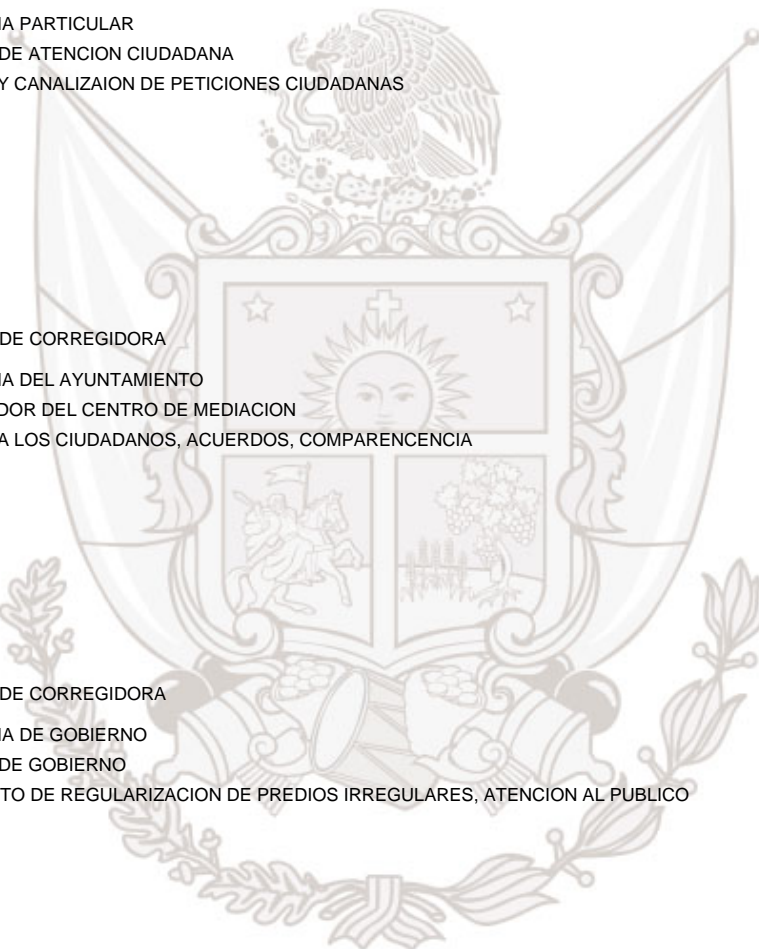 IA PARTICULAR
DE ATENCION CIUDADANA
Y CANALIZAION DE PETICIONES CIUDADANAS
DE CORREGIDORA
IA DEL AYUNTAMIENTO
DOR DEL CENTRO DE MEDIACION
A LOS CIUDADANOS, ACUERDOS, COMPARENCENCIA
DE CORREGIDORA
IA DE GOBIERNO
DE GOBIERNO
TO DE REGULARIZACION DE PREDIOS IRREGULARES, ATENCION AL PUBLICO